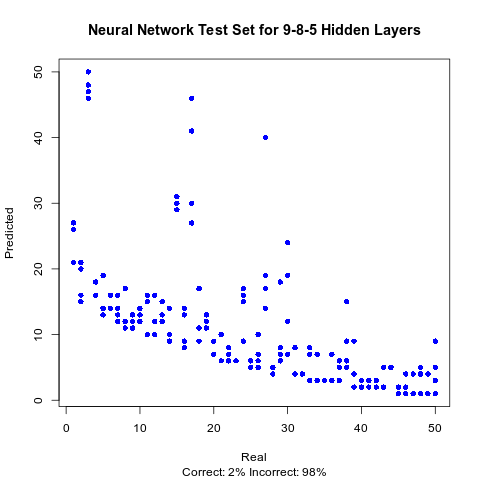 Neural Network Test Set for 9-8-5 Hidden Layers
Predicted
50
40
30
20
10
0
0 10 20 30 40 50
Real
Correct: 2% Incorrect: 98%